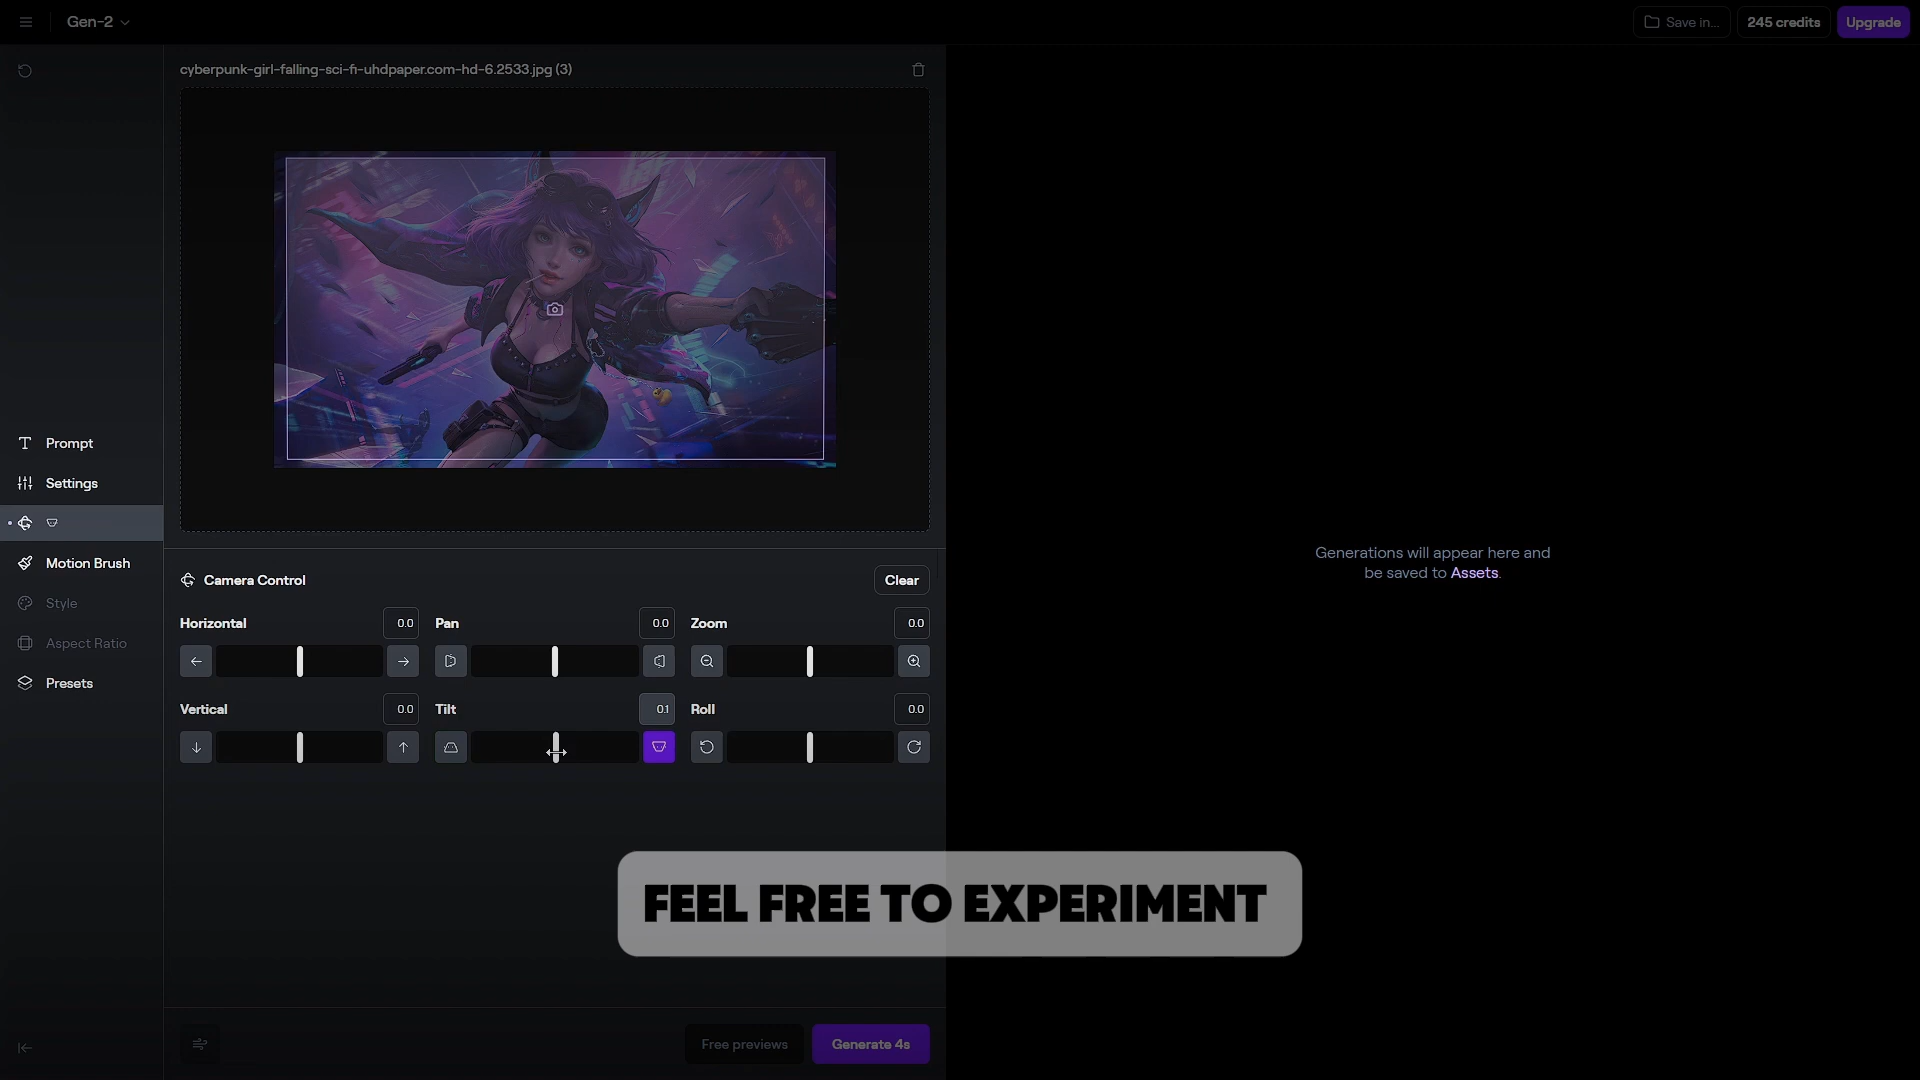 Gen-2
Save in...
245 credits
Upgrade
cyberpunk-girl-falling-sci-fi-uhdpaper.com-hd-6.2533.jpg (3)
Prompt
Settings
Motion Brush
Style
Aspect Ratio
Presets
Generations will appear here and
be saved to Assets.
Camera Control
Clear
Horizontal 0.0
Pan 0.0
Zoom 0.0
Vertical 0.0
Tilt 0.1
Roll 0.0
FEEL FREE TO EXPERIMENT
Free previews
Generate 4s